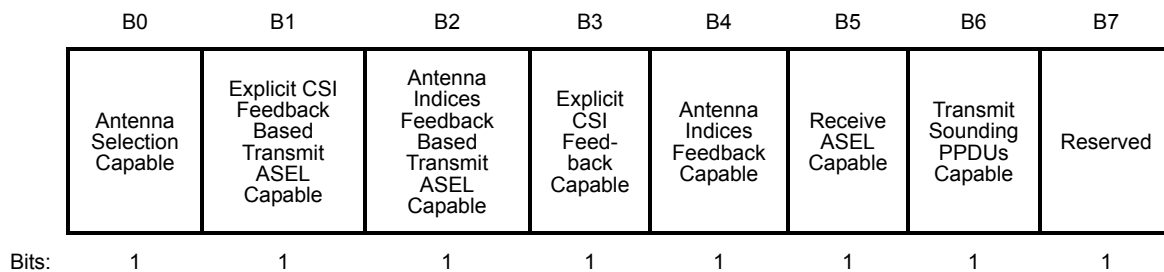 B0 B1 B2 B3 B4 B5 B6 B7
Antenna
Selection
Capable
Explicit CSI
Feedback
Based
Transmit
ASEL
Capable
Antenna
Indices
Feedback
Based
Transmit
ASEL
Capable
Explicit
CSI
Feed-
back
Capable
Antenna
Indices
Feedback
Capable
Receive
ASEL
Capable
Transmit
Sounding
PPDUs
Capable
Reserved
Bits: 1 1 1 1 1 1 1 1